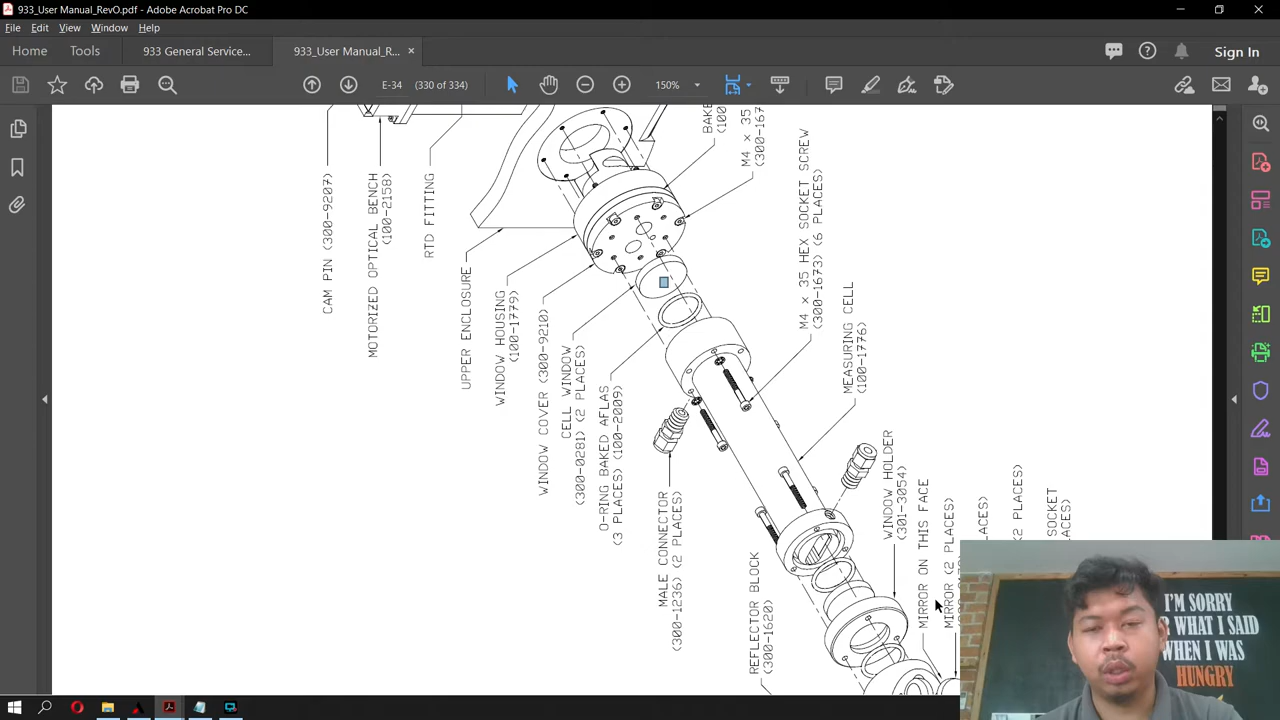 933_User Manual_RevO.pdf - Adobe Acrobat Pro DC
File Edit View Window Help
Home Tools 933 General Service... 933_User Manual_R... Sign In
E-34 (330 of 334) 150%
CAM PIN (300-9207)
MOTORIZED OPTICAL BENCH
(100-2158)
RTD FITTING
UPPER ENCLOSURE
WINDOW HOUSING
(100-1779)
WINDOW COVER (300-9210)
CELL WINDOW
(300-0281) (2 PLACES)
O-RING BAKED AFLAS
(3 PLACES) (100-2009)
MALE CONNECTOR
(300-1236) (2 PLACES)
M4 x 35
M4 x 35 HEX SOCKET SCREW
(300-1673) (6 PLACES)
MEASURING CELL
(100-1776)
REFLECTOR BLOCK
(300-1620)
WINDOW HOLDER
(301-3054)
MIRROR ON THIS FACE
MIRROR (2 PLACES)
I'M SORRY
WHAT I SAID
WHEN I WAS
HUNGRY